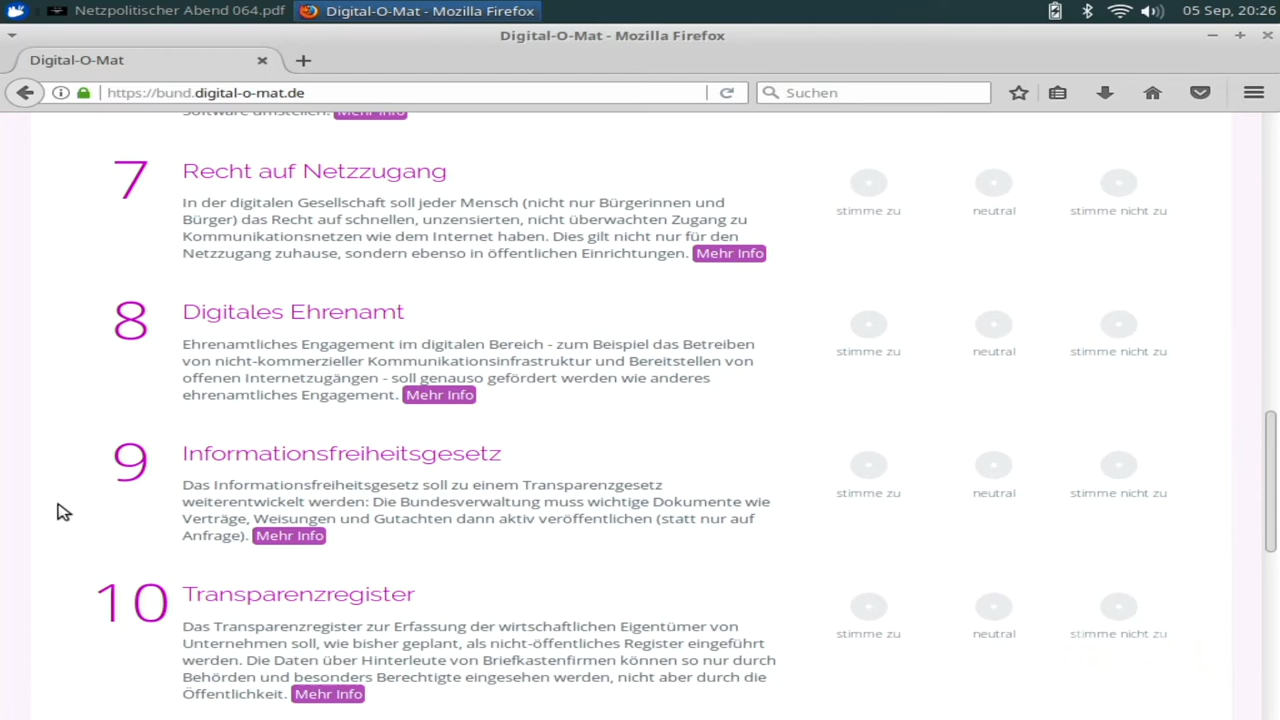 Netzpolitischer Abend 064.pdf
Digital-O-Mat - Mozilla Firefox
05 Sep, 20:26
Digital-O-Mat - Mozilla Firefox
Digital-O-Mat
https://bund.digital-o-mat.de
Suchen
Software umstellen. Mehr Info
7
Recht auf Netzzugang
In der digitalen Gesellschaft soll jeder Mensch (nicht nur Bürgerinnen und
Bürger) das Recht auf schnellen, unzensierten, nicht überwachten Zugang zu
Kommunikationsnetzen wie dem Internet haben. Dies gilt nicht nur für den
Netzzugang zuhause, sondern ebenso in öffentlichen Einrichtungen. Mehr Info
stimme zu neutral stimme nicht zu
8
Digitales Ehrenamt
Ehrenamtliches Engagement im digitalen Bereich - zum Beispiel das Betreiben
von nicht-kommerzieller Kommunikationsinfrastruktur und Bereitstellen von
offenen Internetzugängen - soll genauso gefördert werden wie anderes
ehrenamtliches Engagement. Mehr Info
stimme zu neutral stimme nicht zu
9
Informationsfreiheitsgesetz
Das Informationsfreiheitsgesetz soll zu einem Transparenzgesetz
weiterentwickelt werden: Die Bundesverwaltung muss wichtige Dokumente wie
Verträge, Weisungen und Gutachten dann aktiv veröffentlichen (statt nur auf
Anfrage). Mehr Info
stimme zu neutral stimme nicht zu
10
Transparenzregister
Das Transparenzregister zur Erfassung der wirtschaftlichen Eigentümer von
Unternehmen soll, wie bisher geplant, als nicht-öffentliches Register eingeführt
werden. Die Daten über Hinterleute von Briefkastenfirmen können so nur durch
Behörden und besonders Berechtigte eingesehen werden, nicht aber durch die
Öffentlichkeit. Mehr Info
stimme zu neutral stimme nicht zu